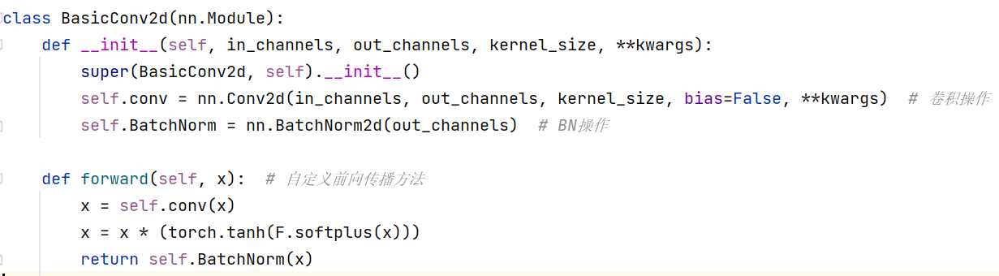 class BasicConv2d(nn.Module):
    def __init__(self, in_channels, out_channels, kernel_size, **kwargs):
        super(BasicConv2d, self).__init__()
        self.conv = nn.Conv2d(in_channels, out_channels, kernel_size, bias=False, **kwargs)  # 卷积操作
        self.BatchNorm = nn.BatchNorm2d(out_channels)  # BN操作
    def forward(self, x):  # 自定义前向传播方法
        x = self.conv(x)
        x = x * (torch.tanh(F.softplus(x)))
        return self.BatchNorm(x)